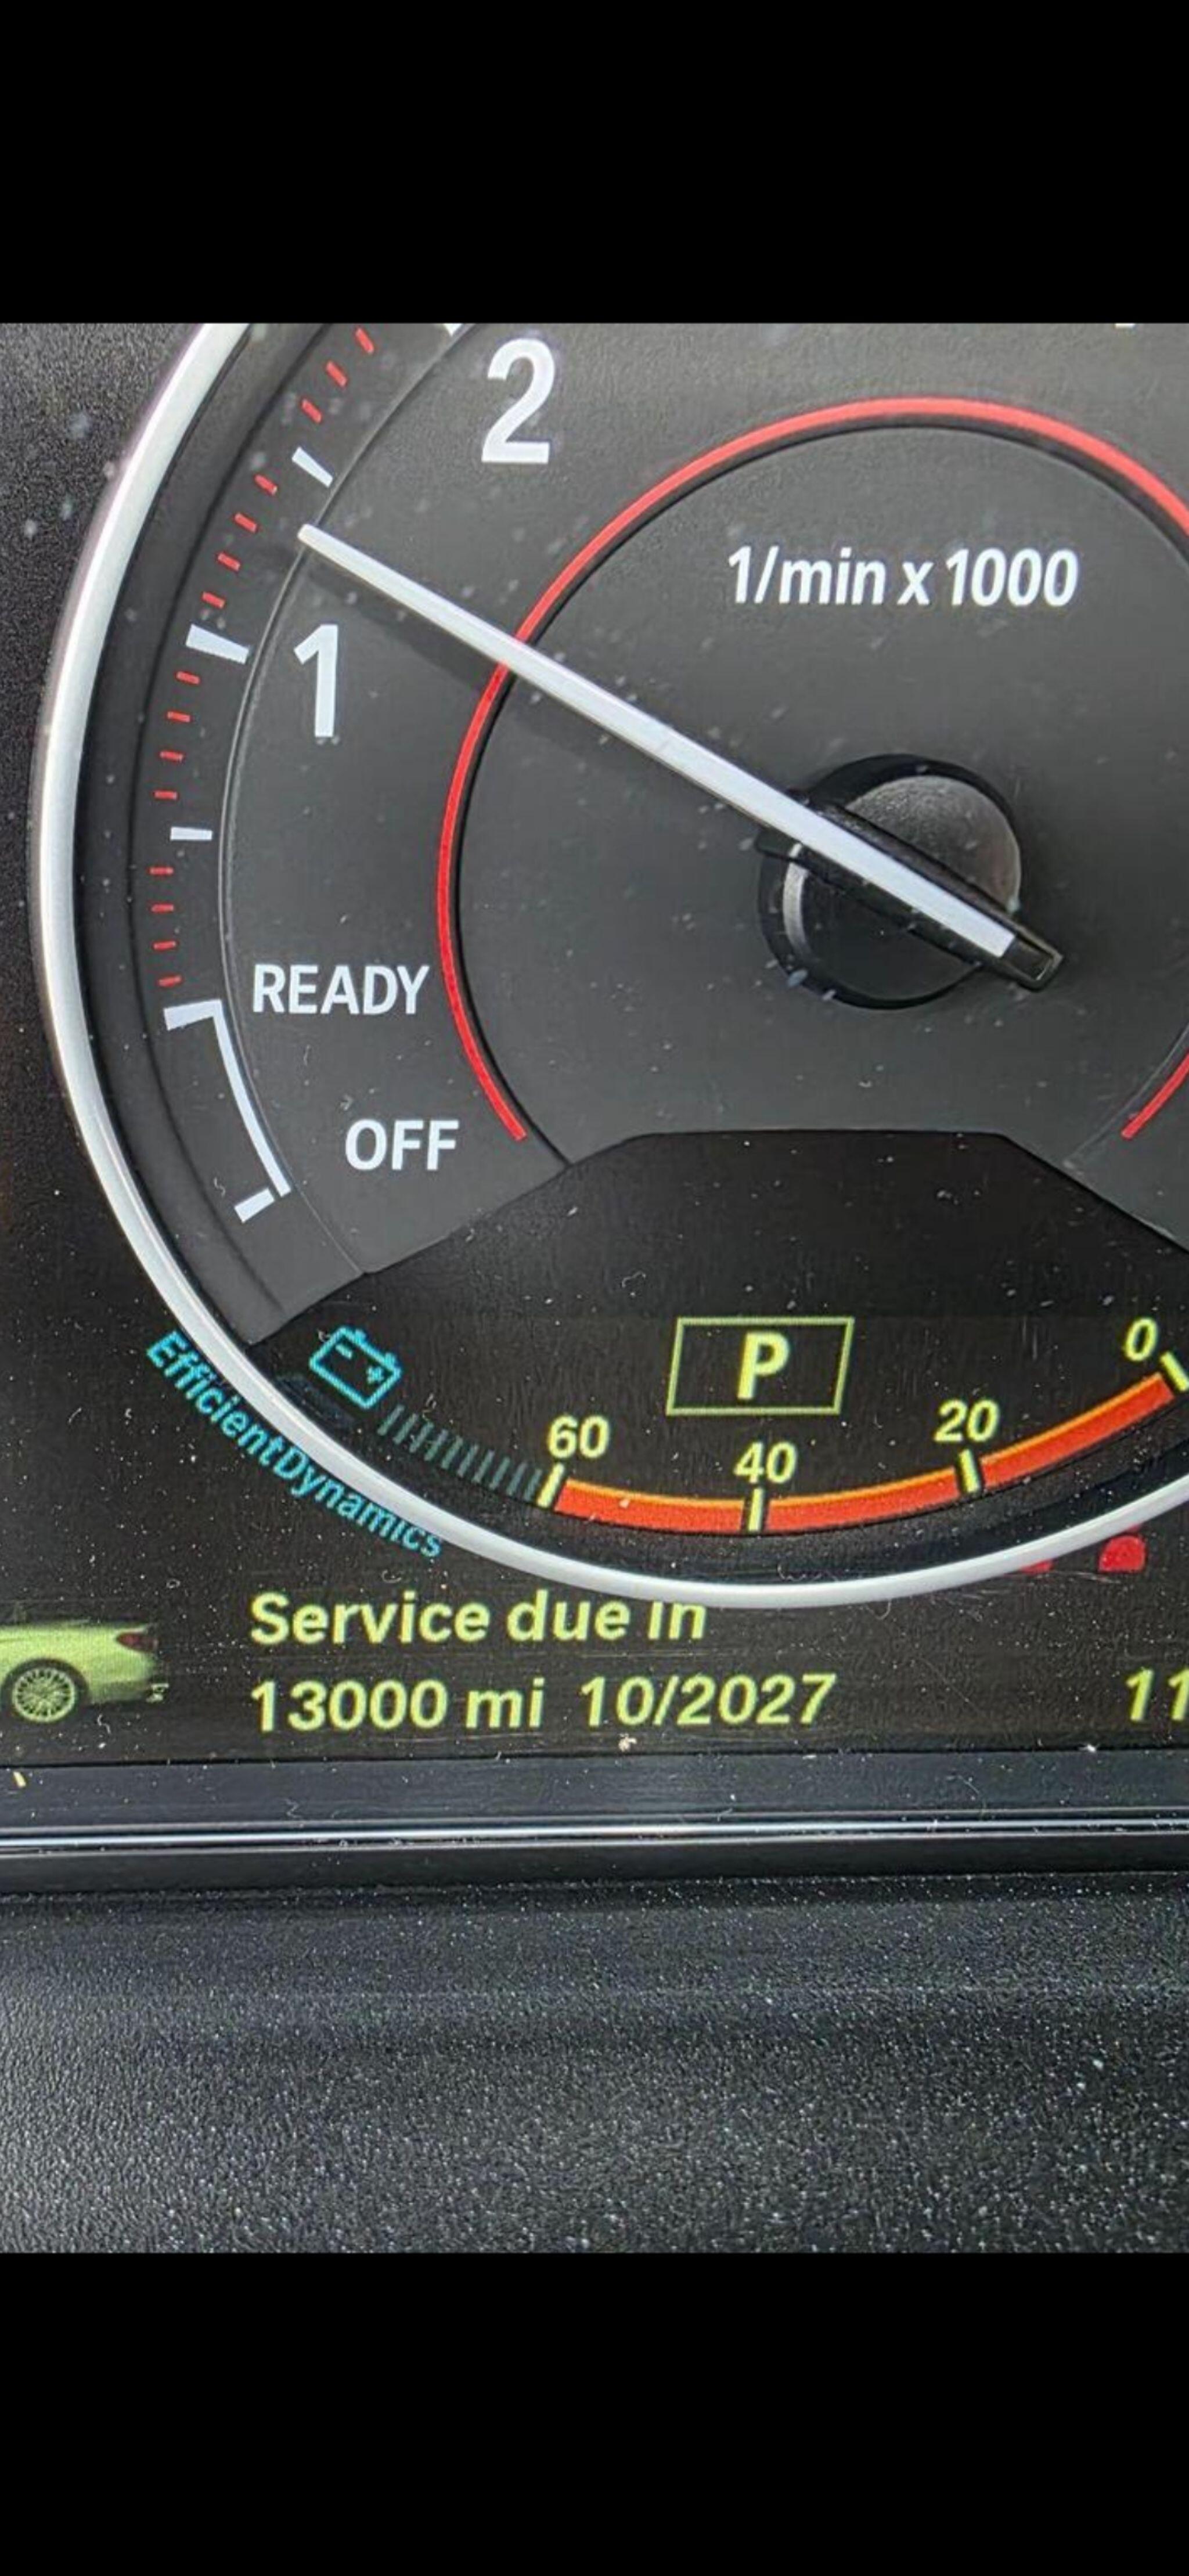 2
1/min x 1000
1
READY
OFF
P
0
20
60
40
EfficientDynamics
Service due in
13000 mi 10/2027
11